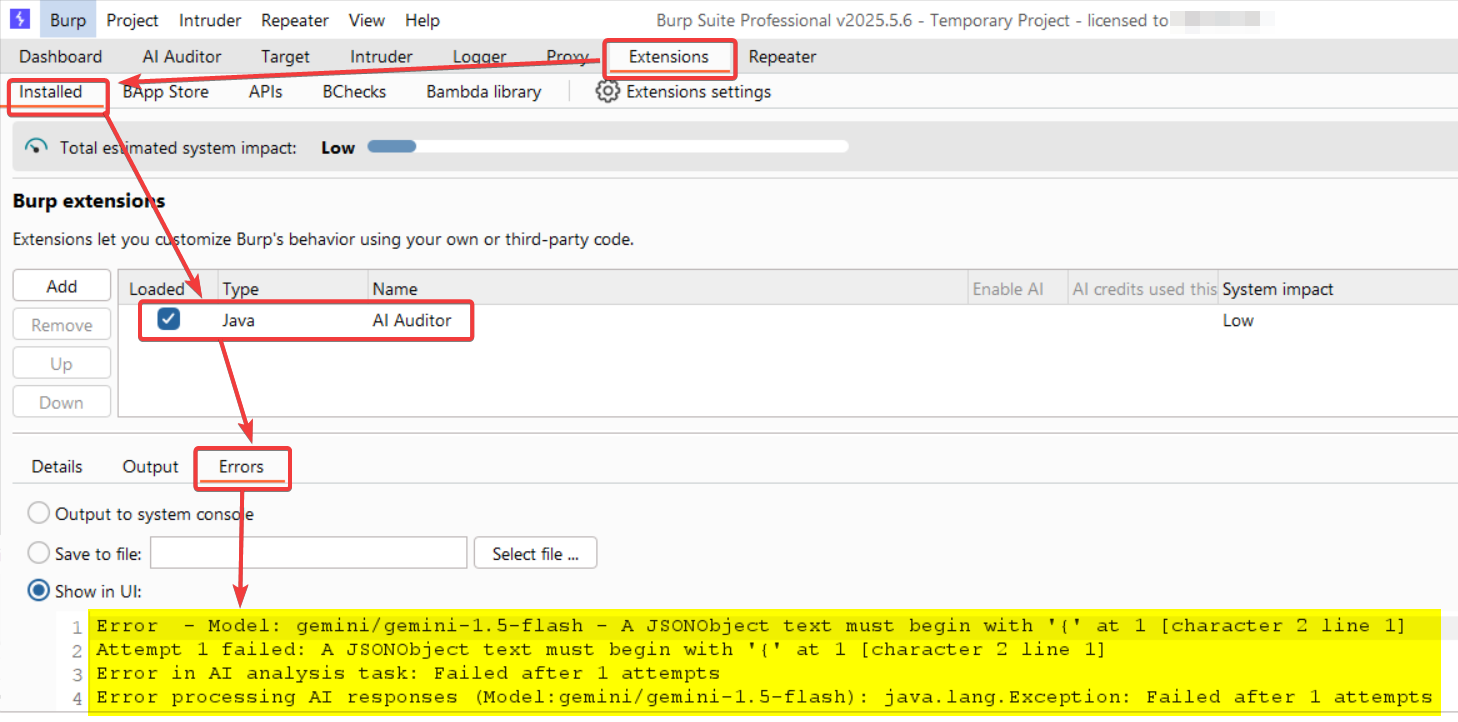 Burp Project Intruder Repeater View Help Burp Suite Professional v2025.5.6 - Temporary Project - licensed to
Dashboard AI Auditor Target Intruder Logger Proxy Extensions Repeater
Installed BApp Store APIs BChecks Bambda library Extensions settings
Total estimated system impact: Low
Burp extensions
Extensions let you customize Burp's behavior using your own or third-party code.
Add Loaded Type Name Enable AI AI credits used this System impact
Remove Java AI Auditor Low
Up
Down
Details Output Errors
Output to system console
Save to file: Select file ...
Show in UI:
1 Error  - Model: gemini/gemini-1.5-flash - A JSONObject text must begin with '{' at 1 [character 2 line 1]
2 Attempt 1 failed: A JSONObject text must begin with '{' at 1 [character 2 line 1]
3 Error in AI analysis task: Failed after 1 attempts
4 Error processing AI responses (Model:gemini/gemini-1.5-flash): java.lang.Exception: Failed after 1 attempts